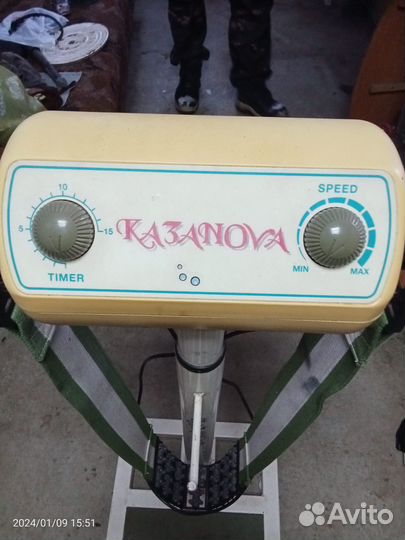 10
5
15
TIMER
KAZANOVA
SPEED
MIN
MAX
2024/01/09 15:51
Avito